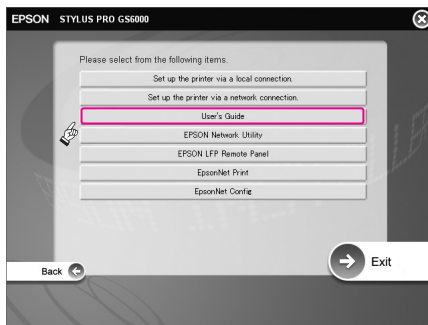 EPSON STYLUS PRO GS6000
Please select from the following items.
Set up the printer via a local connection.
Set up the printer via a network connection.
User's Guide
EPSON Network Utility
EPSON LFP Remote Panel
EpsonNet Print
EpsonNet Config
Exit
Back